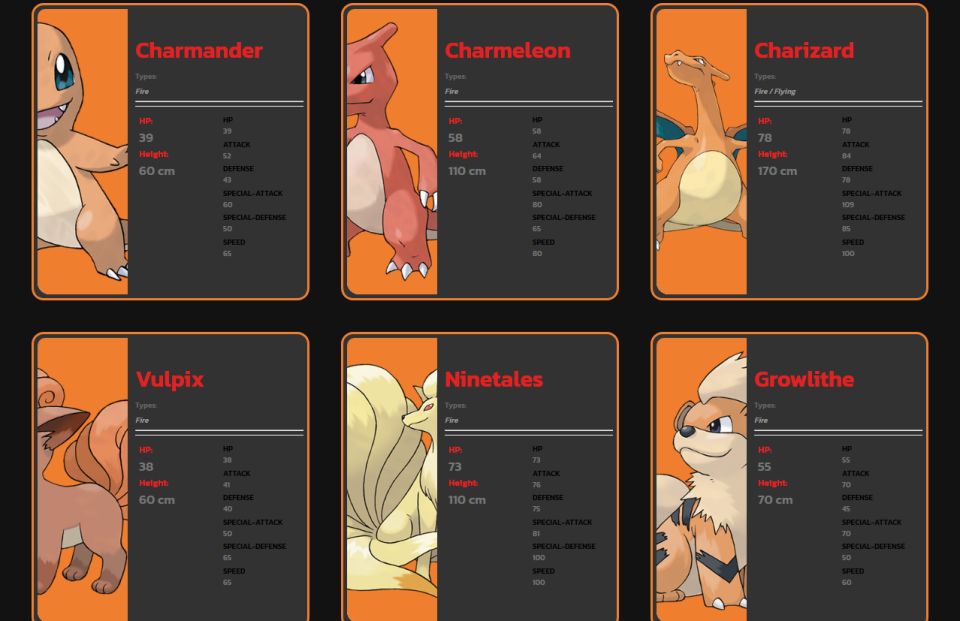 Charmander
Types:
Fire
HP:
39
Height:
60 cm
HP
39
ATTACK
52
DEFENSE
43
SPECIAL-ATTACK
60
SPECIAL-DEFENSE
50
SPEED
65
Charmeleon
Types:
Fire
HP:
58
Height:
110 cm
HP
58
ATTACK
64
DEFENSE
58
SPECIAL-ATTACK
80
SPECIAL-DEFENSE
65
SPEED
80
Charizard
Types:
Fire / Flying
HP:
78
Height:
170 cm
HP
78
ATTACK
84
DEFENSE
78
SPECIAL-ATTACK
109
SPECIAL-DEFENSE
85
SPEED
100
Vulpix
Types:
Fire
HP:
38
Height:
60 cm
HP
38
ATTACK
41
DEFENSE
40
SPECIAL-ATTACK
50
SPECIAL-DEFENSE
65
SPEED
65
Ninetales
Types:
Fire
HP:
73
Height:
110 cm
HP
73
ATTACK
76
DEFENSE
75
SPECIAL-ATTACK
81
SPECIAL-DEFENSE
100
SPEED
100
Growlithe
Types:
Fire
HP:
55
Height:
70 cm
HP
55
ATTACK
70
DEFENSE
45
SPECIAL-ATTACK
70
SPECIAL-DEFENSE
50
SPEED
60